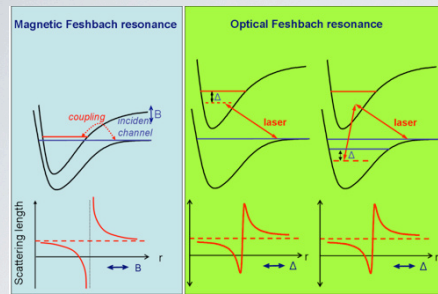 Magnetic Feshbach resonance
coupling
incident
channel
B
Scattering length
r
B
Optical Feshbach resonance
Δ
laser
laser
Δ
r
Δ
r
Δ